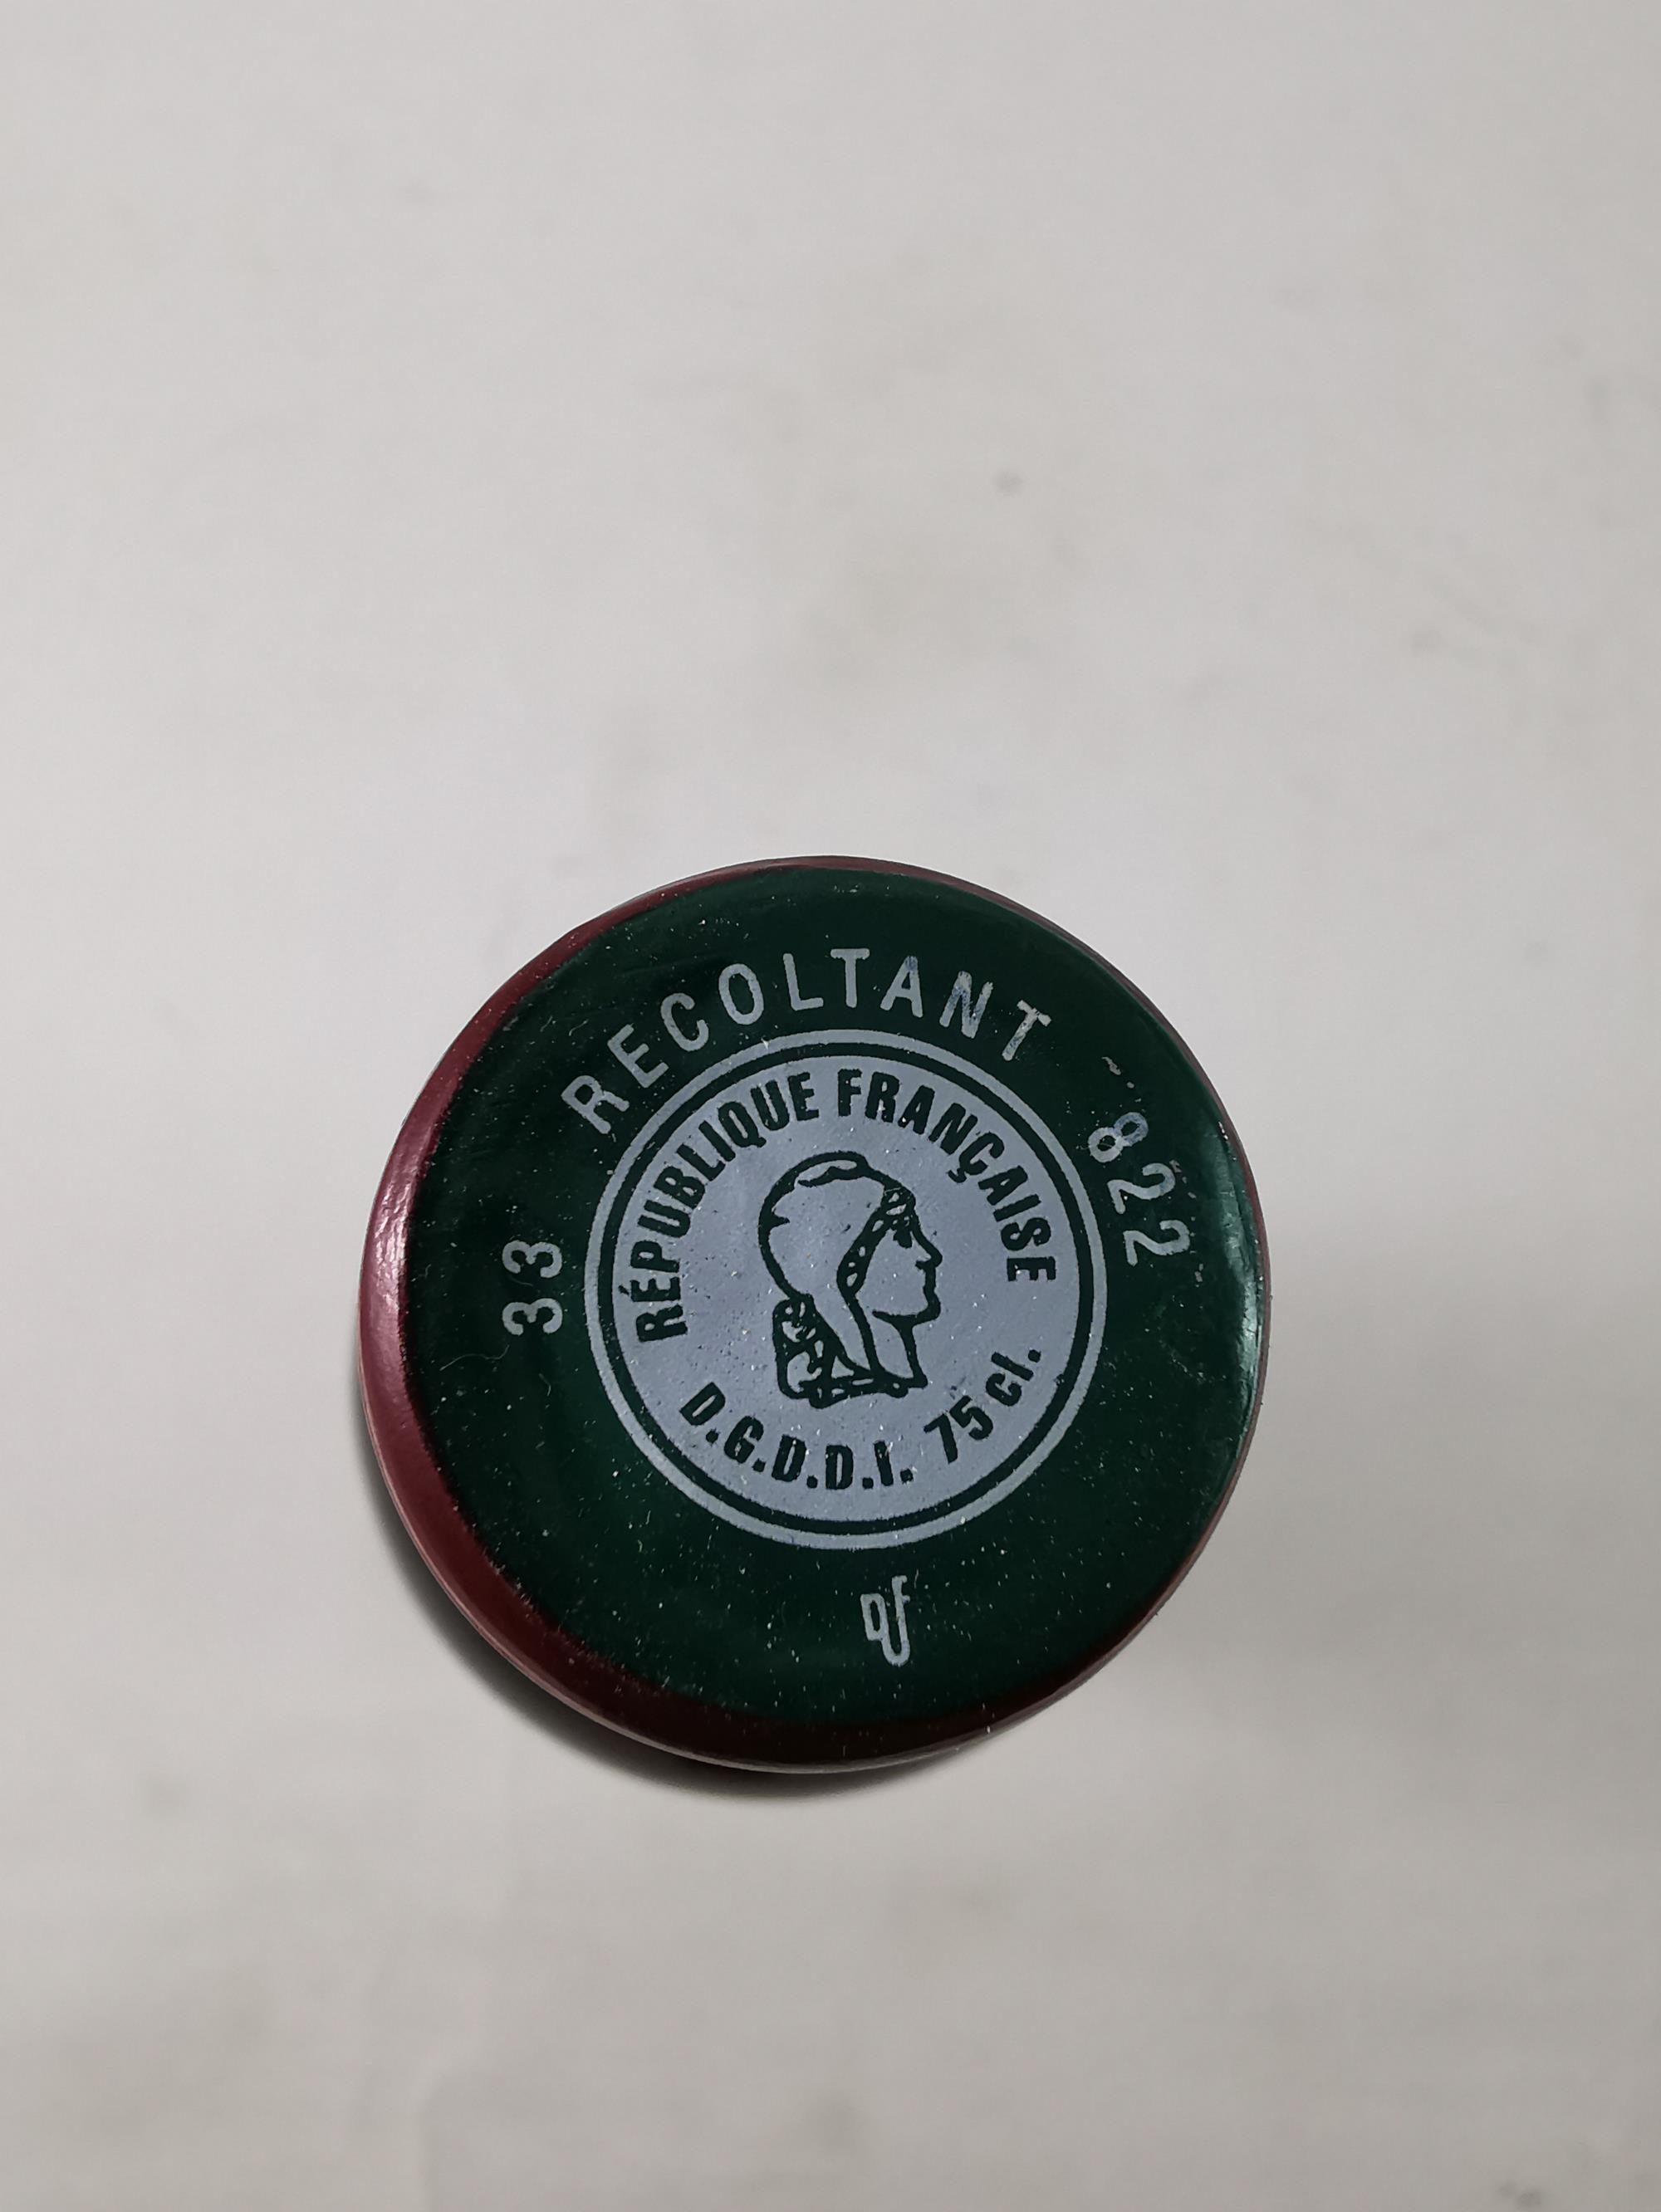 33 RECOLTANT 822
RÉPUBLIQUE FRANÇAISE
D.G.D.D.I. 75 cl.